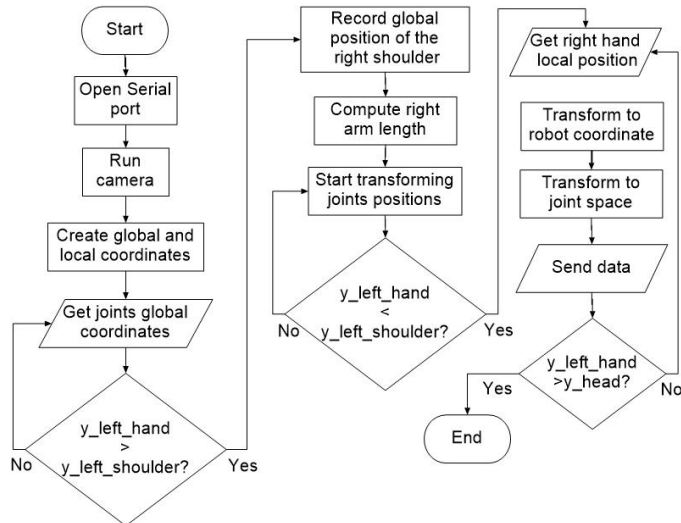 Start
Open Serial
port
Run
camera
Create global and
local coordinates
Get joints global
coordinates
y_left_hand
>
y_left_shoulder?
No
Yes
Record global
position of the
right shoulder
Compute right
arm length
Start transforming
joints positions
y_left_hand
<
y_left_shoulder?
No
Yes
Get right hand
local position
Transform to
robot coordinate
Transform to
joint space
Send data
y_left_hand
>y_head?
Yes
No
End